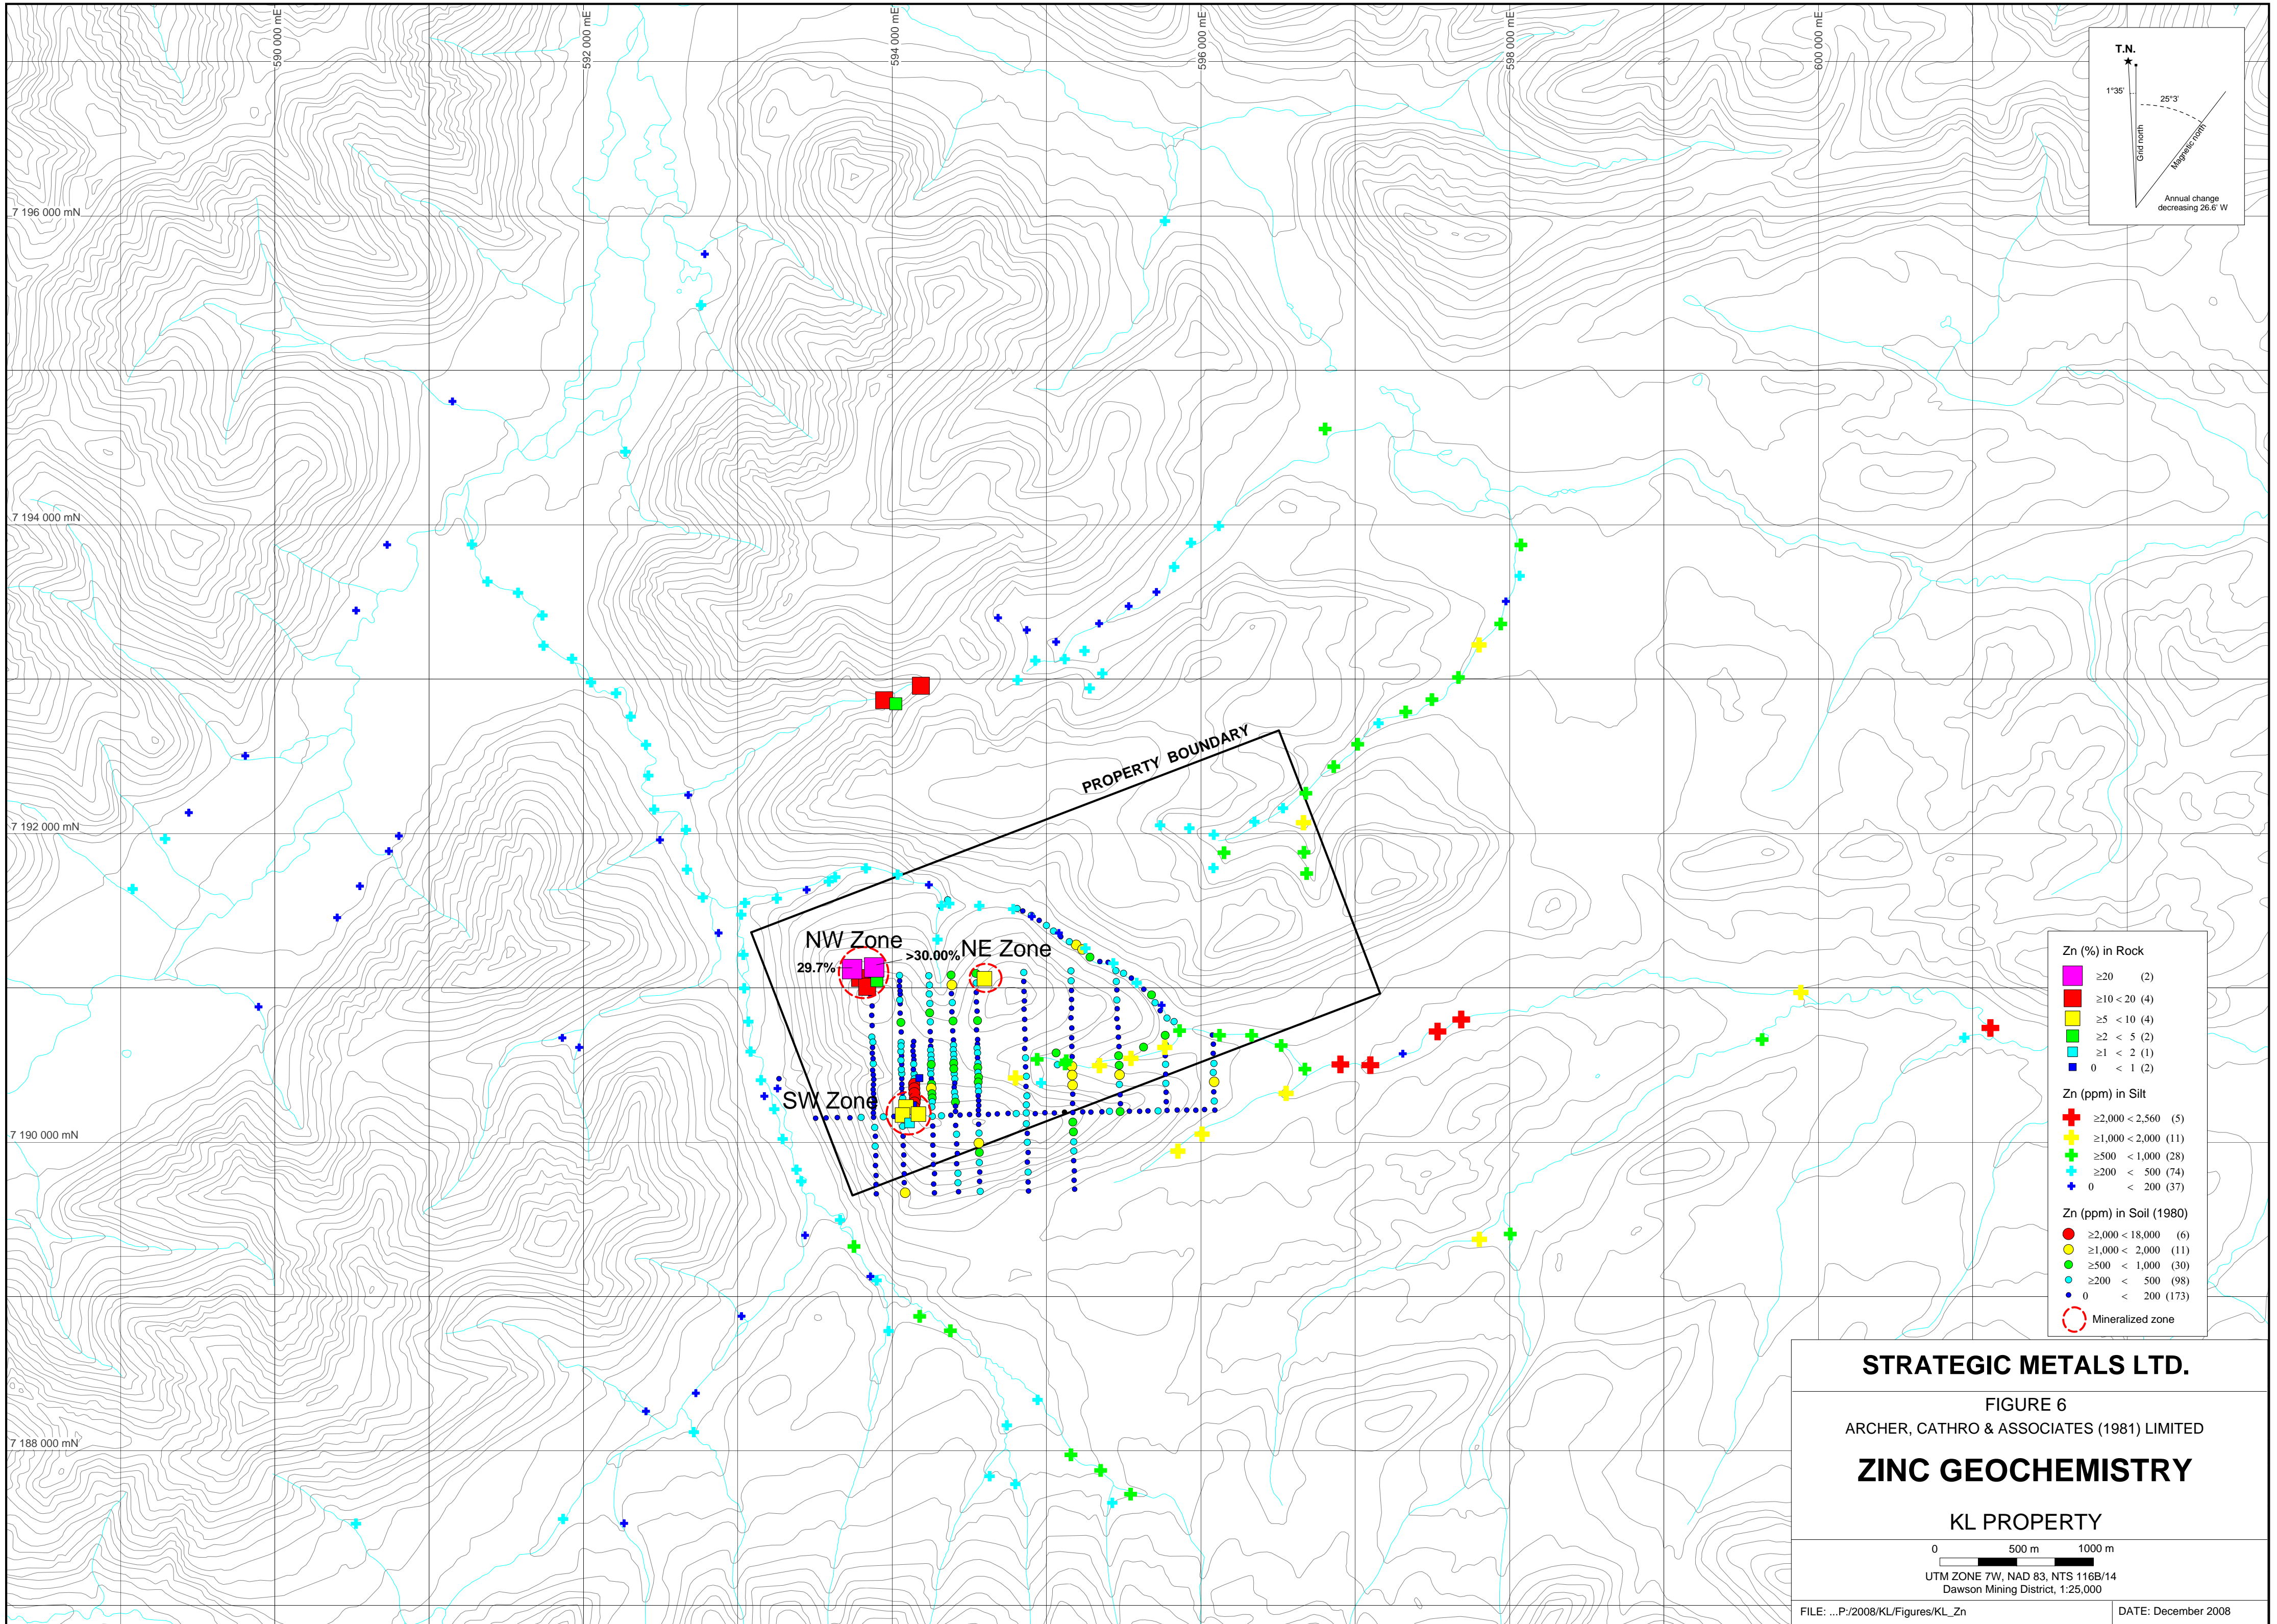 590 000 mE
592 000 mE
594 000 mE
596 000 mE
598 000 mE
600 000 mE
T.N.
1°35'
25°3'
Grid north
Magnetic north
Annual change
decreasing 26.6' W
7 196 000 mN
7 194 000 mN
7 192 000 mN
7 190 000 mN
7 188 000 mN
PROPERTY BOUNDARY
NW Zone
29.7%
>30.00%
NE Zone
SW Zone
Zn (%) in Rock
≥20 (2)
≥10 < 20 (4)
≥5 < 10 (4)
≥2 < 5 (2)
≥1 < 2 (1)
0 < 1 (2)
Zn (ppm) in Silt
≥2,000 < 2,560 (5)
≥1,000 < 2,000 (11)
≥500 < 1,000 (28)
≥200 < 500 (74)
0 < 200 (37)
Zn (ppm) in Soil (1980)
≥2,000 < 18,000 (6)
≥1,000 < 2,000 (11)
≥500 < 1,000 (30)
≥200 < 500 (98)
0 < 200 (173)
Mineralized zone
STRATEGIC METALS LTD.
FIGURE 6
ARCHER, CATHRO & ASSOCIATES (1981) LIMITED
ZINC GEOCHEMISTRY
KL PROPERTY
0 500 m 1000 m
UTM ZONE 7W, NAD 83, NTS 116B/14
Dawson Mining District, 1:25,000
FILE: ...P:/2008/KL/Figures/KL_Zn
DATE: December 2008